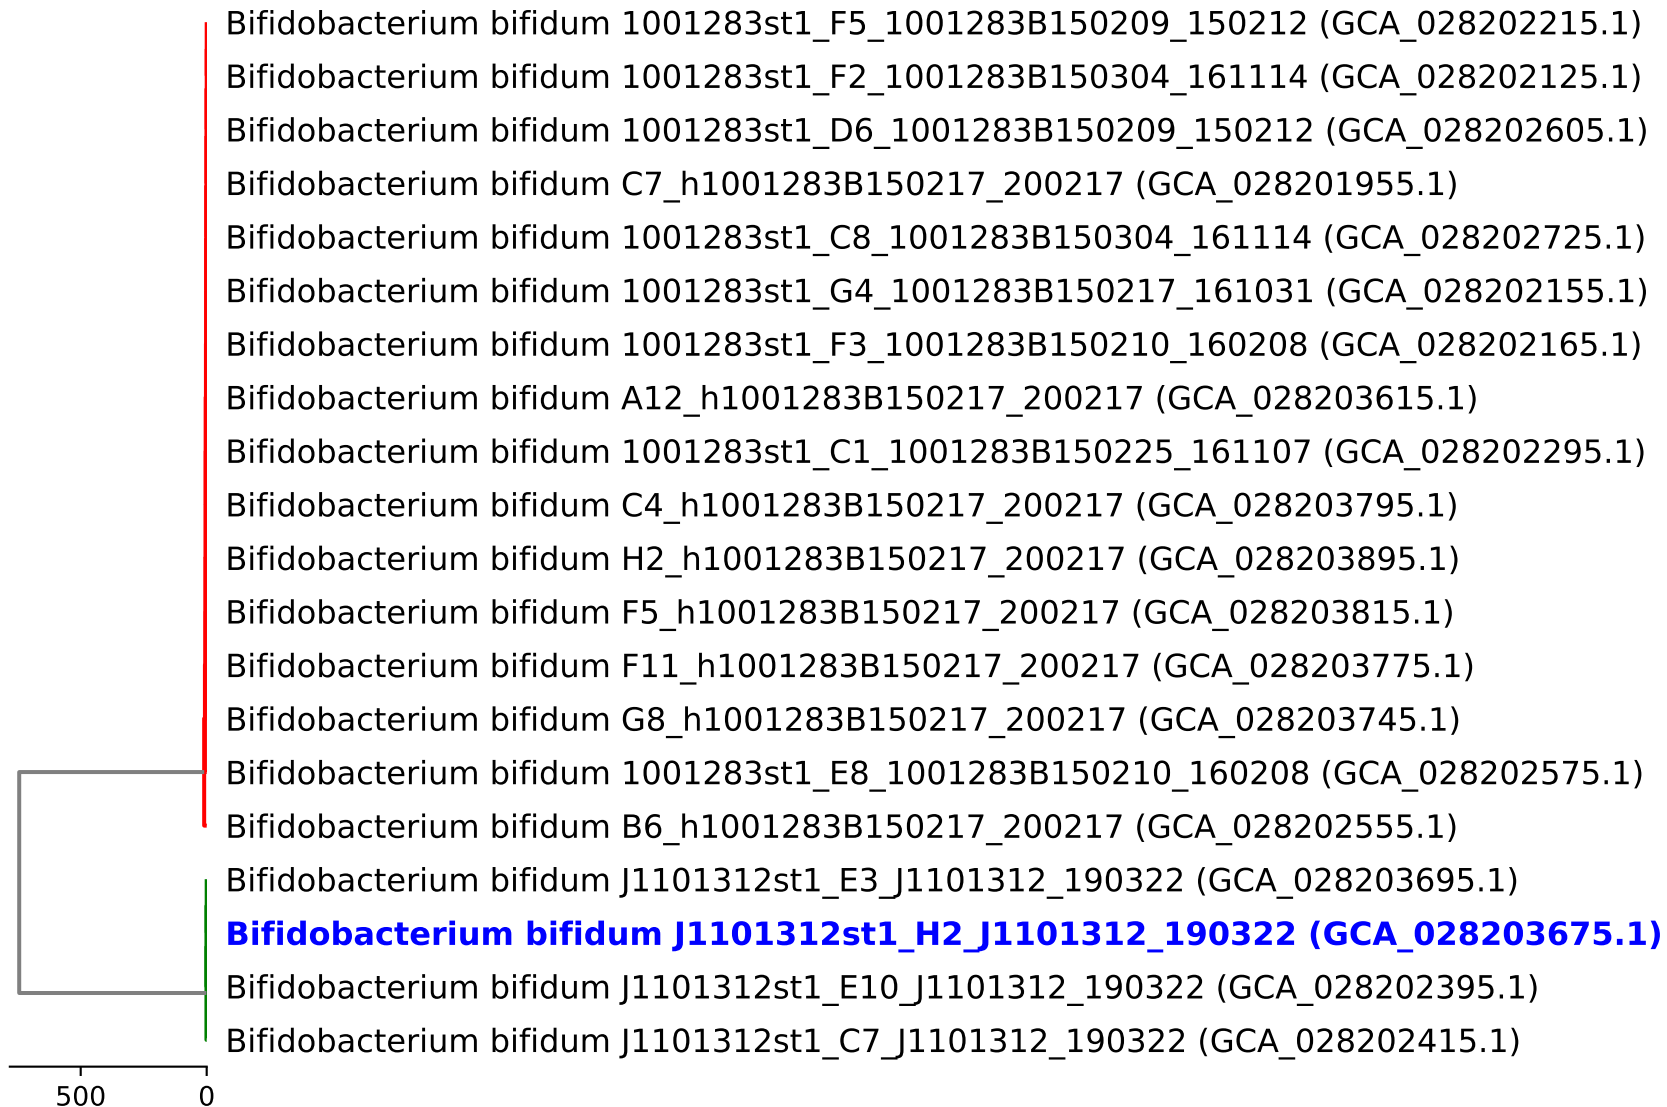 Bifidobacterium bifidum 1001283st1_F5_1001283B150209_150212 (GCA_028202215.1)
Bifidobacterium bifidum 1001283st1_F2_1001283B150304_161114 (GCA_028202125.1)
Bifidobacterium bifidum 1001283st1_D6_1001283B150209_150212 (GCA_028202605.1)
Bifidobacterium bifidum C7_h1001283B150217_200217 (GCA_028201955.1)
Bifidobacterium bifidum 1001283st1_C8_1001283B150304_161114 (GCA_028202725.1)
Bifidobacterium bifidum 1001283st1_G4_1001283B150217_161031 (GCA_028202155.1)
Bifidobacterium bifidum 1001283st1_F3_1001283B150210_160208 (GCA_028202165.1)
Bifidobacterium bifidum A12_h1001283B150217_200217 (GCA_028203615.1)
Bifidobacterium bifidum 1001283st1_C1_1001283B150225_161107 (GCA_028202295.1)
Bifidobacterium bifidum C4_h1001283B150217_200217 (GCA_028203795.1)
Bifidobacterium bifidum H2_h1001283B150217_200217 (GCA_028203895.1)
Bifidobacterium bifidum F5_h1001283B150217_200217 (GCA_028203815.1)
Bifidobacterium bifidum F11_h1001283B150217_200217 (GCA_028203775.1)
Bifidobacterium bifidum G8_h1001283B150217_200217 (GCA_028203745.1)
Bifidobacterium bifidum 1001283st1_E8_1001283B150210_160208 (GCA_028202575.1)
Bifidobacterium bifidum B6_h1001283B150217_200217 (GCA_028202555.1)
Bifidobacterium bifidum J1101312st1_E3_J1101312_190322 (GCA_028203695.1)
Bifidobacterium bifidum J1101312st1_H2_J1101312_190322 (GCA_028203675.1)
Bifidobacterium bifidum J1101312st1_E10_J1101312_190322 (GCA_028202395.1)
Bifidobacterium bifidum J1101312st1_C7_J1101312_190322 (GCA_028202415.1)
500 0